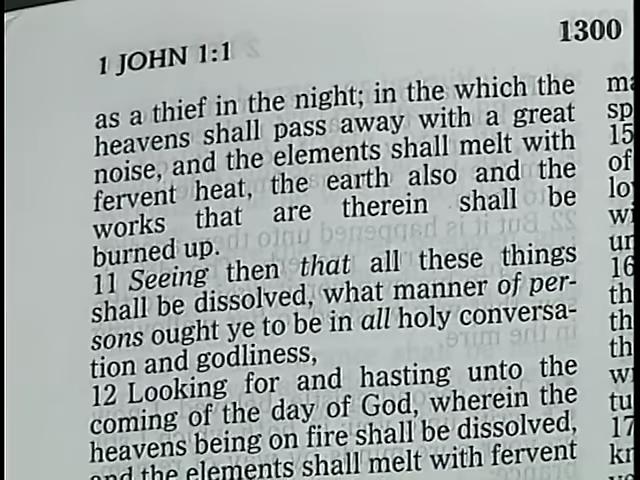 1 JOHN 1:1
1300
as a thief in the night; in the which the
heavens shall pass away with a great
noise, and the elements shall melt with
fervent heat, the earth also and the
works that are therein shall be
burned up.
11 Seeing then that all these things
shall be dissolved, what manner of per-
sons ought ye to be in all holy conversa-
tion and godliness,
12 Looking for and hasting unto the
coming of the day of God, wherein the
heavens being on fire shall be dissolved,
and the elements shall melt with fervent
15
of
16
17